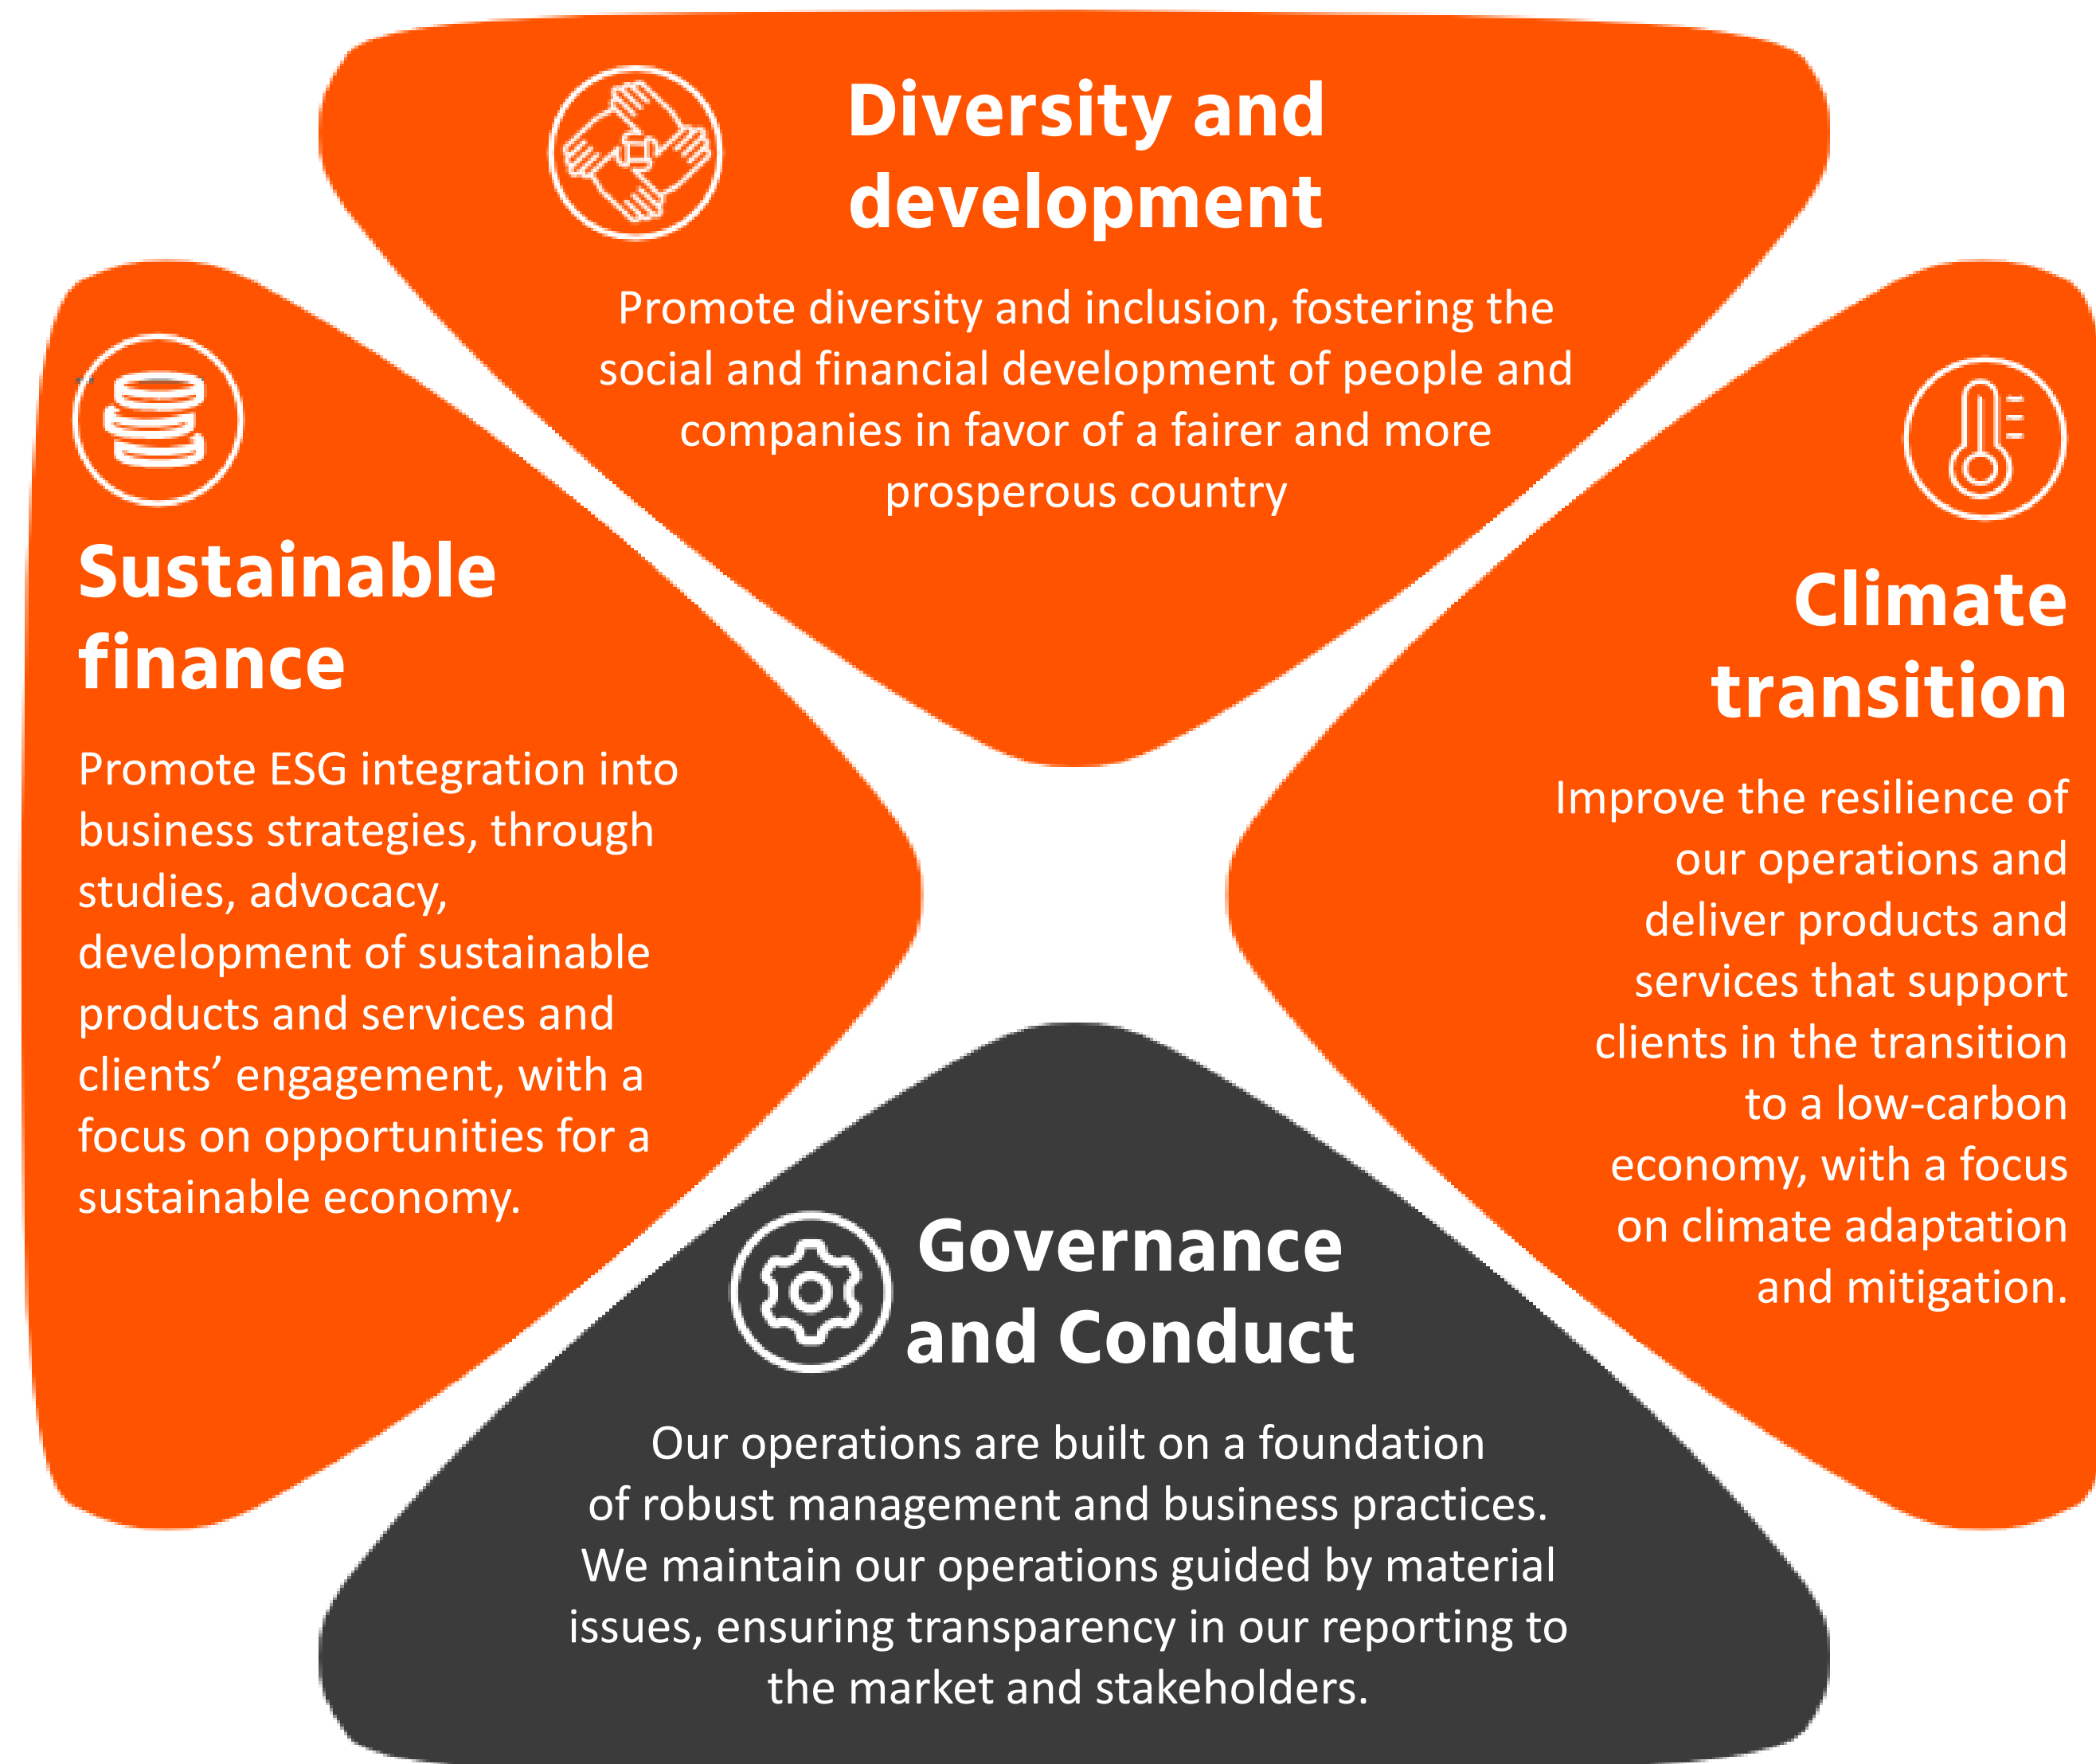 Diversity and
development
Promote diversity and inclusion, fostering the
social and financial development of people and
companies in favor of a fairer and more
prosperous country
Sustainable
finance
Promote ESG integration into
business strategies, through
studies, advocacy,
development of sustainable
products and services and
clients’ engagement, with a
focus on opportunities for a
sustainable economy.
Climate
transition
Improve the resilience of
our operations and
deliver products and
services that support
clients in the transition
to a low-carbon
economy, with a focus
on climate adaptation
and mitigation.
Governance
and Conduct
Our operations are built on a foundation
of robust management and business practices.
We maintain our operations guided by material
issues, ensuring transparency in our reporting to
the market and stakeholders.